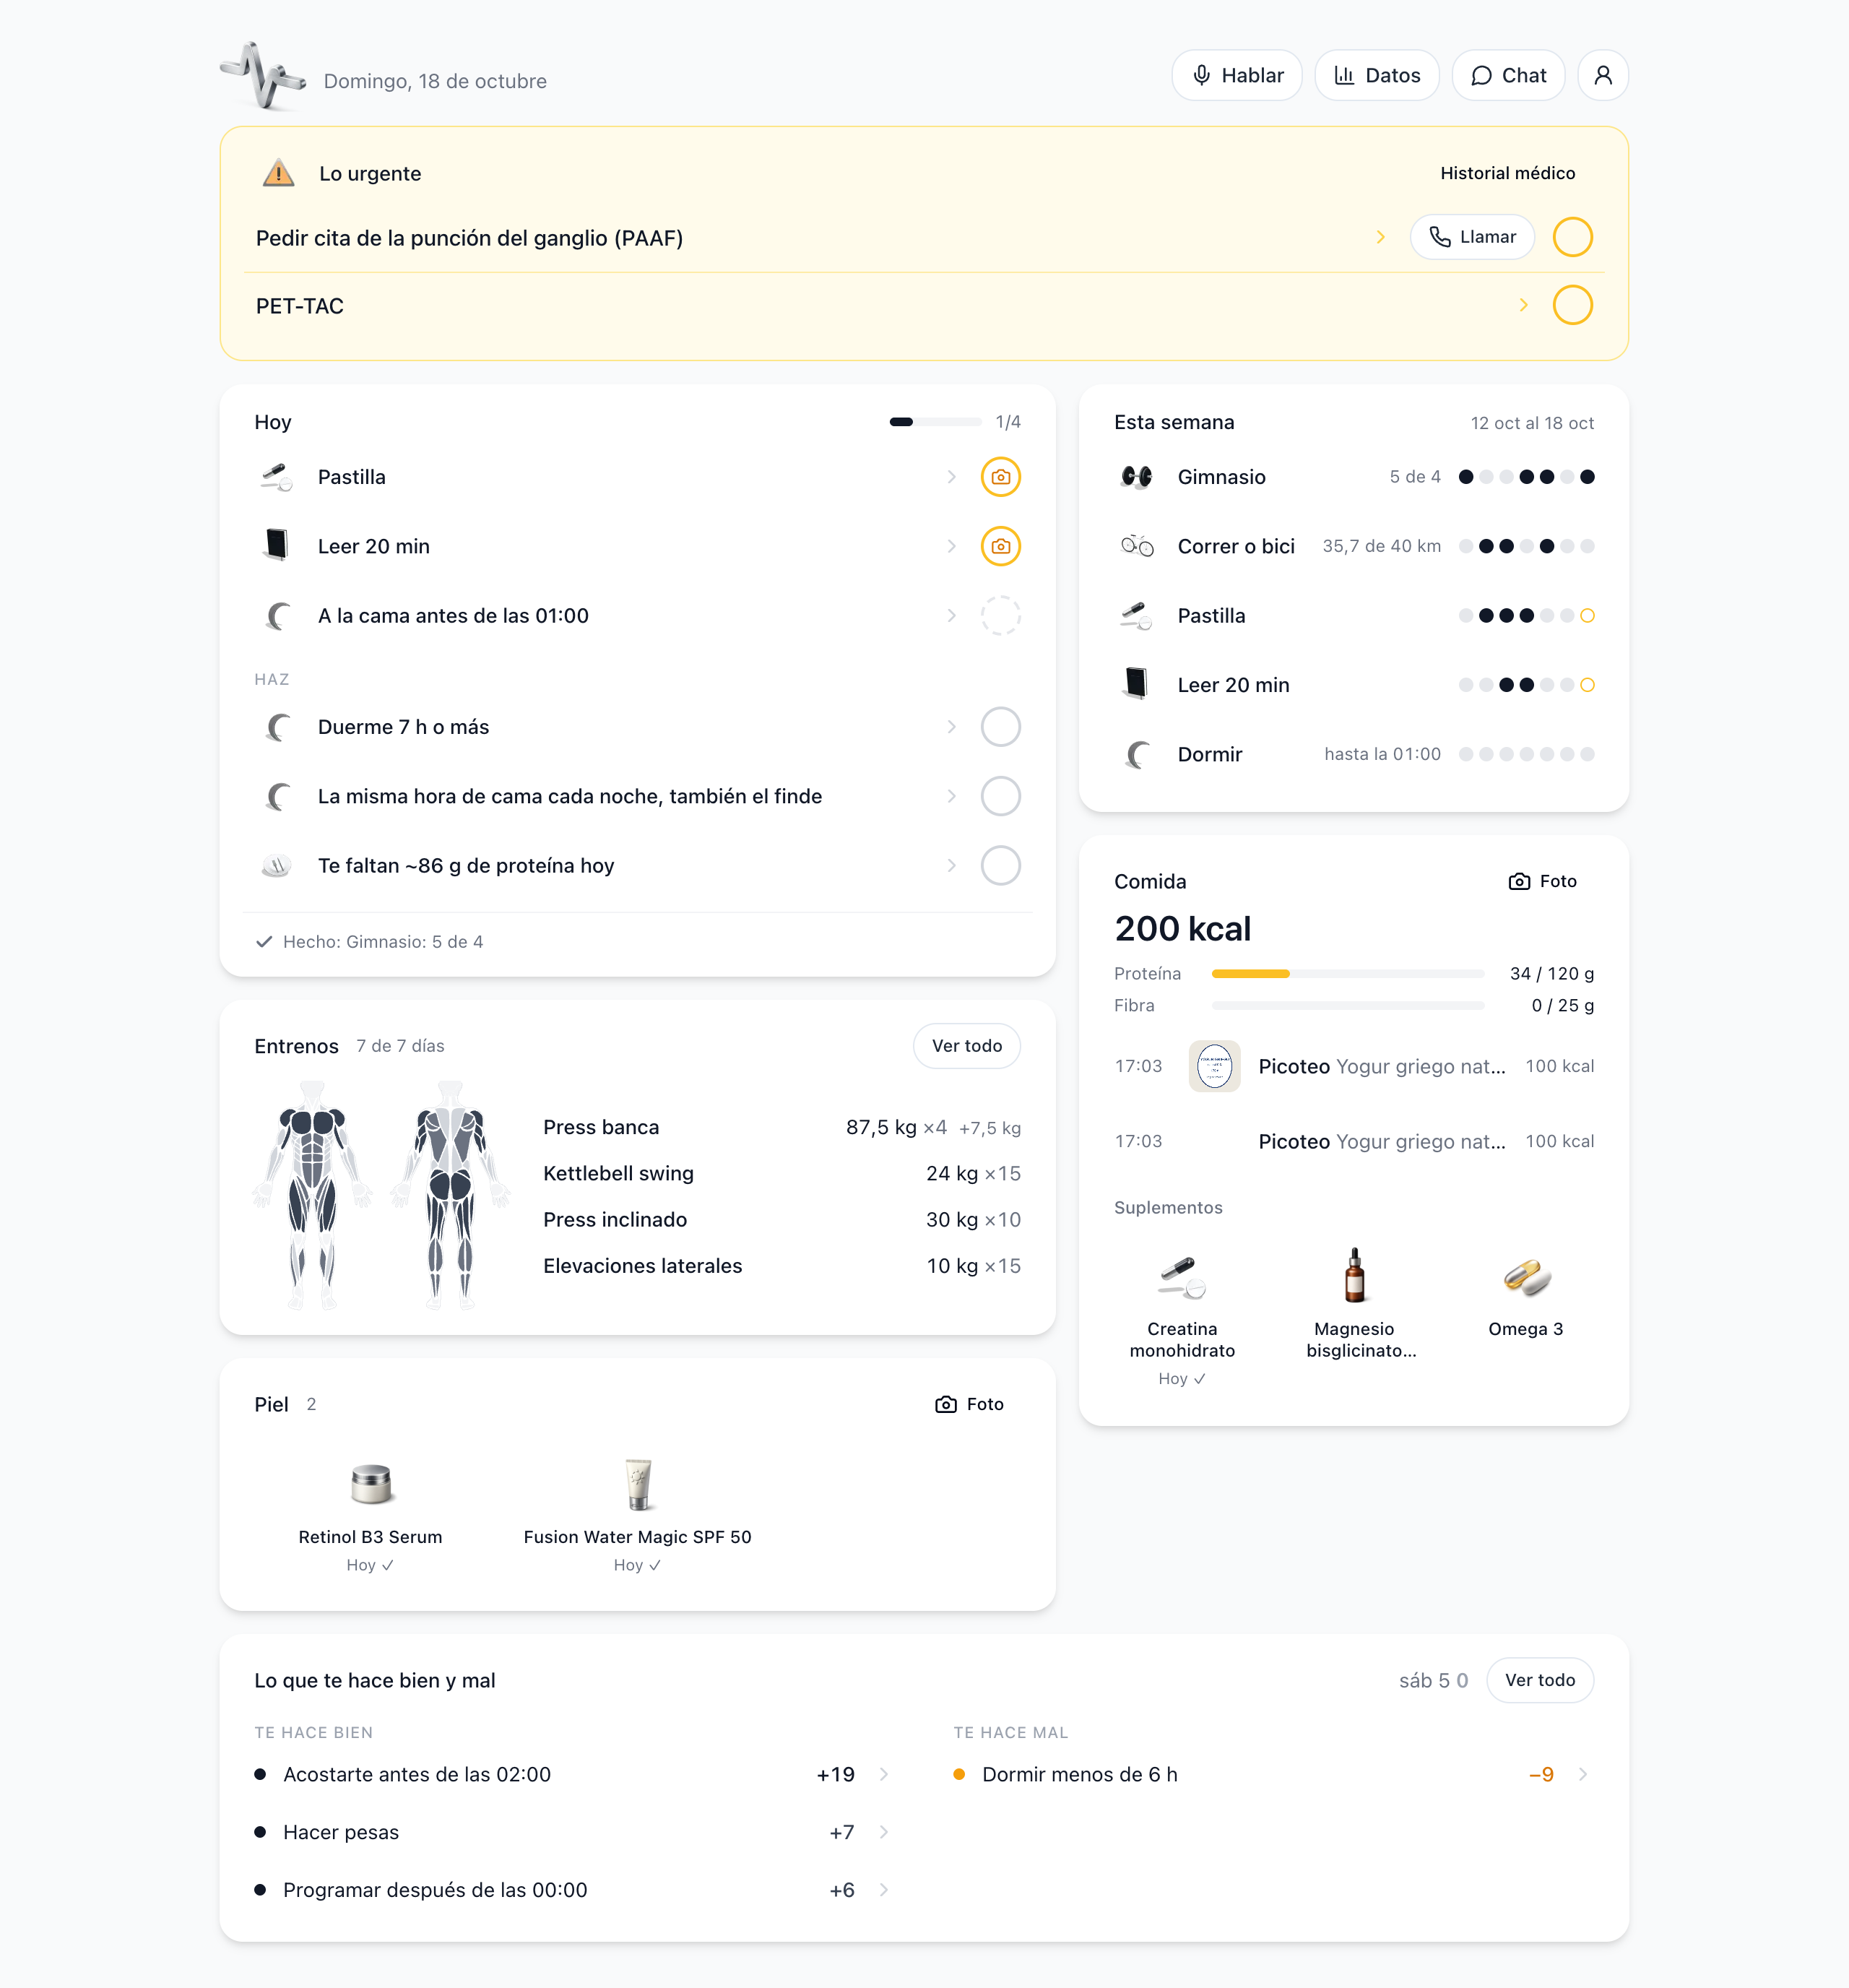 Domingo, 18 de octubre
Hablar
Datos
Chat
Lo urgente
Historial médico
Pedir cita de la punción del ganglio (PAAF)
Llamar
PET-TAC
Hoy
1/4
Pastilla
Leer 20 min
A la cama antes de las 01:00
HAZ
Duerme 7 h o más
La misma hora de cama cada noche, también el finde
Te faltan ~86 g de proteína hoy
Hecho: Gimnasio: 5 de 4
Esta semana
12 oct al 18 oct
Gimnasio
5 de 4
Correr o bici
35,7 de 40 km
Pastilla
Leer 20 min
Dormir
hasta la 01:00
Comida
Foto
200 kcal
Proteína
34 / 120 g
Fibra
0 / 25 g
17:03
Picoteo Yogur griego nat...
100 kcal
17:03
Picoteo Yogur griego nat...
100 kcal
Suplementos
Creatina
monohidrato
Hoy ✓
Magnesio
bisglicinato...
Omega 3
Entrenos
7 de 7 días
Ver todo
Press banca
87,5 kg ×4 +7,5 kg
Kettlebell swing
24 kg ×15
Press inclinado
30 kg ×10
Elevaciones laterales
10 kg ×15
Piel
2
Foto
Retinol B3 Serum
Hoy ✓
Fusion Water Magic SPF 50
Hoy ✓
Lo que te hace bien y mal
sáb 5 0
Ver todo
TE HACE BIEN
Acostarte antes de las 02:00
+19
Hacer pesas
+7
Programar después de las 00:00
+6
TE HACE MAL
Dormir menos de 6 h
−9